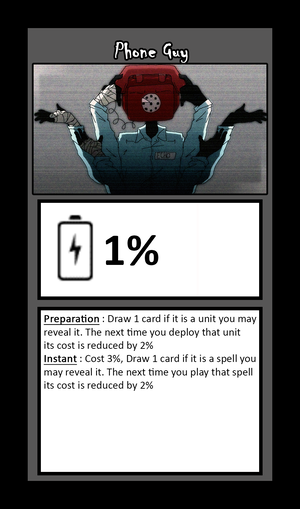 Phone Guy
1%
Preparation : Draw 1 card if it is a unit you may
reveal it. The next time you deploy that unit
its cost is reduced by 2%
Instant : Cost 3%, Draw 1 card if it is a spell you
may reveal it. The next time you play that spell
its cost is reduced by 2%